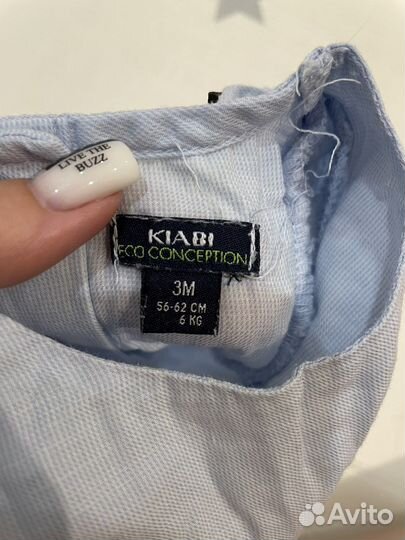 LIVE THE
BUZZ
KIABI
ECO CONCEPTION
3M
56-62 CM
6 KG
Avito